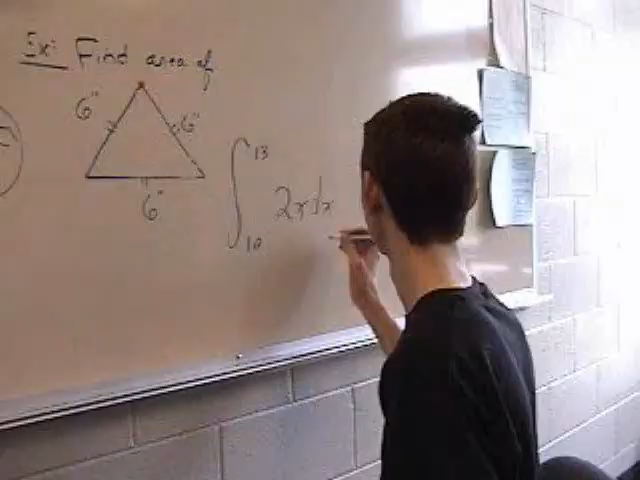 Ex: Find area of
6"
6"
6"
13
2x dx
10